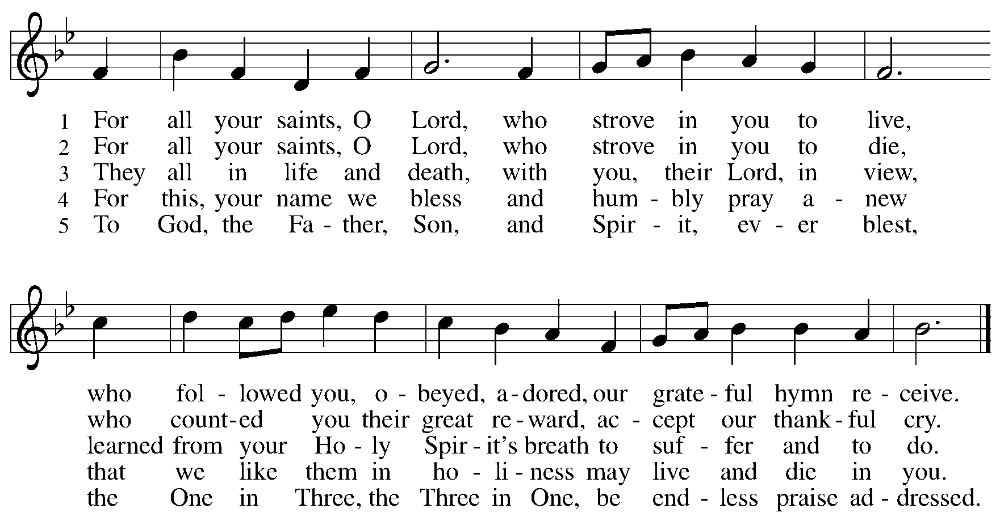 1 For all your saints, O Lord, who strove in you to live,
2 For all your saints, O Lord, who strove in you to die,
3 They all in life and death, with you, their Lord, in view,
4 For this, your name we bless and hum - bly pray a - new
5 To God, the Fa - ther, Son, and Spir - it, ev - er blest,
who fol - lowed you, o - beyed, a - dored, our grate - ful hymn re - ceive.
who count - ed you their great re - ward, ac - cept our thank - ful cry.
learned from your Ho - ly Spir - it's breath to suf - fer and to do.
that we like them in ho - li - ness may live and die in you.
the One in Three, the Three in One, be end - less praise ad - dressed.